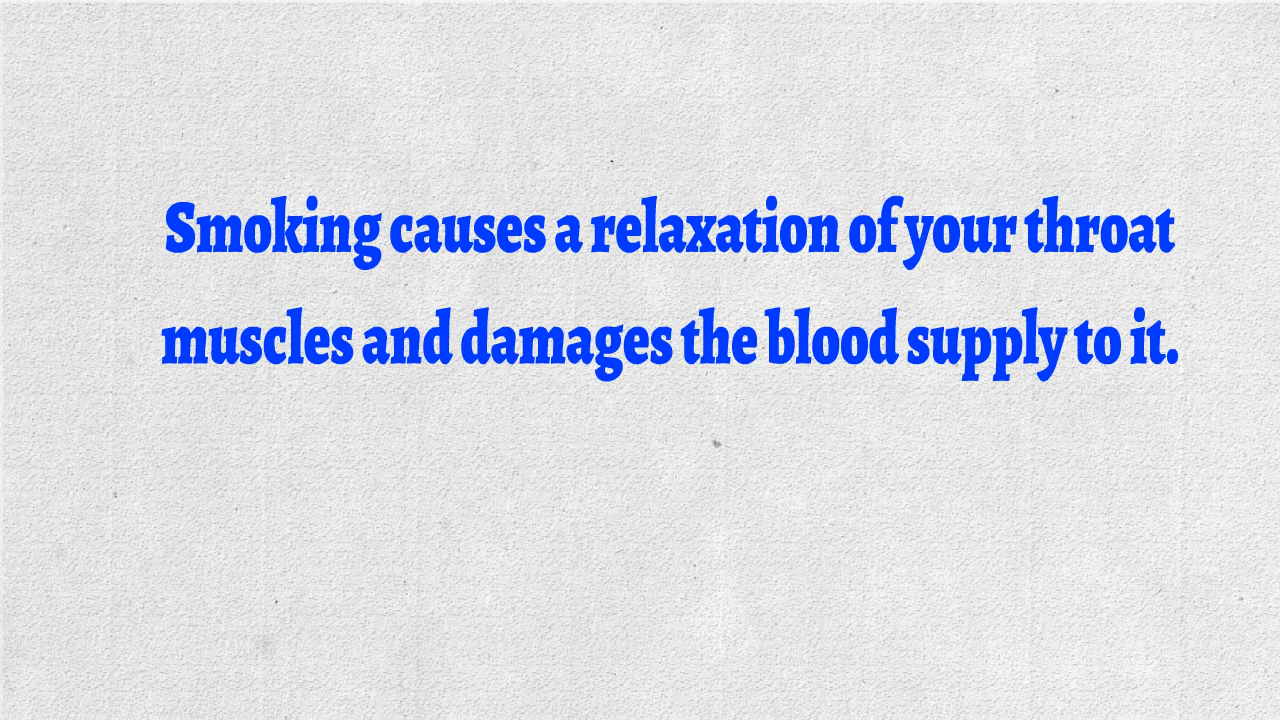 Smoking causes a relaxation of your throat
muscles and damages the blood supply to it.